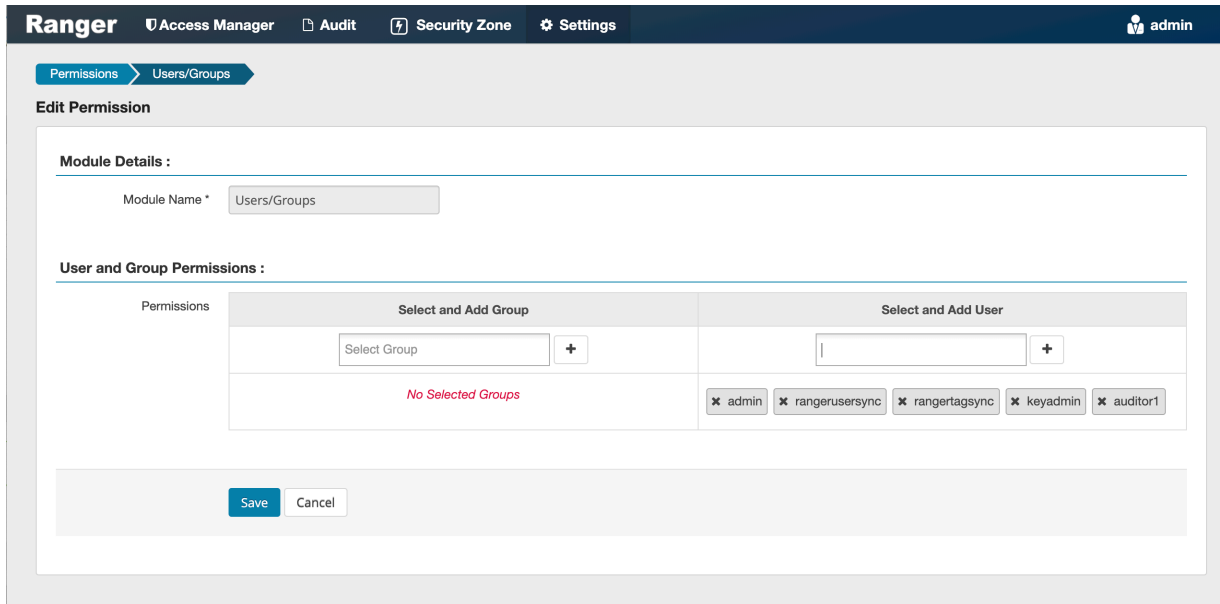 Ranger Access Manager Audit Security Zone Settings admin
Permissions Users/Groups
Edit Permission
Module Details :
Module Name * Users/Groups
User and Group Permissions :
Permissions Select and Add Group Select and Add User
Select Group + +
No Selected Groups ✖ admin ✖ rangerusersync ✖ rangertagsync ✖ keyadmin ✖ auditor1
Save Cancel